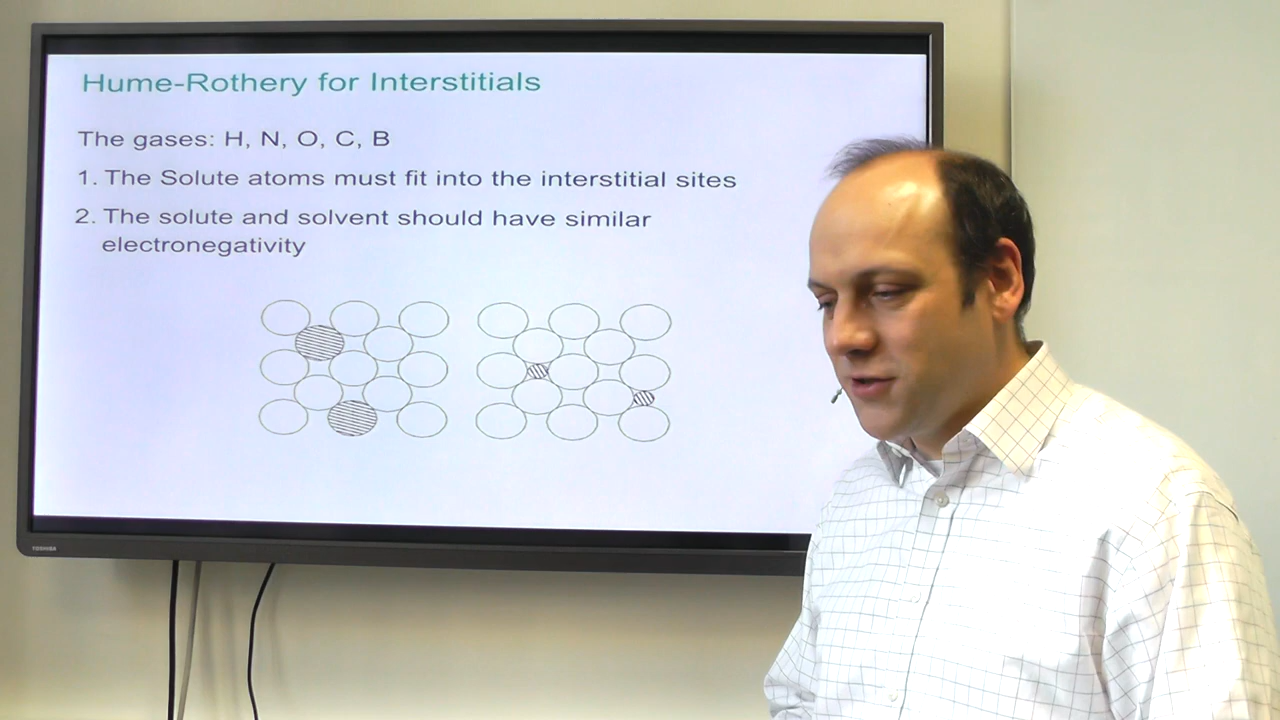 Hume-Rothery for Interstitials
The gases: H, N, O, C, B
1. The Solute atoms must fit into the interstitial sites
2. The solute and solvent should have similar
electronegativity
TOSHIBA